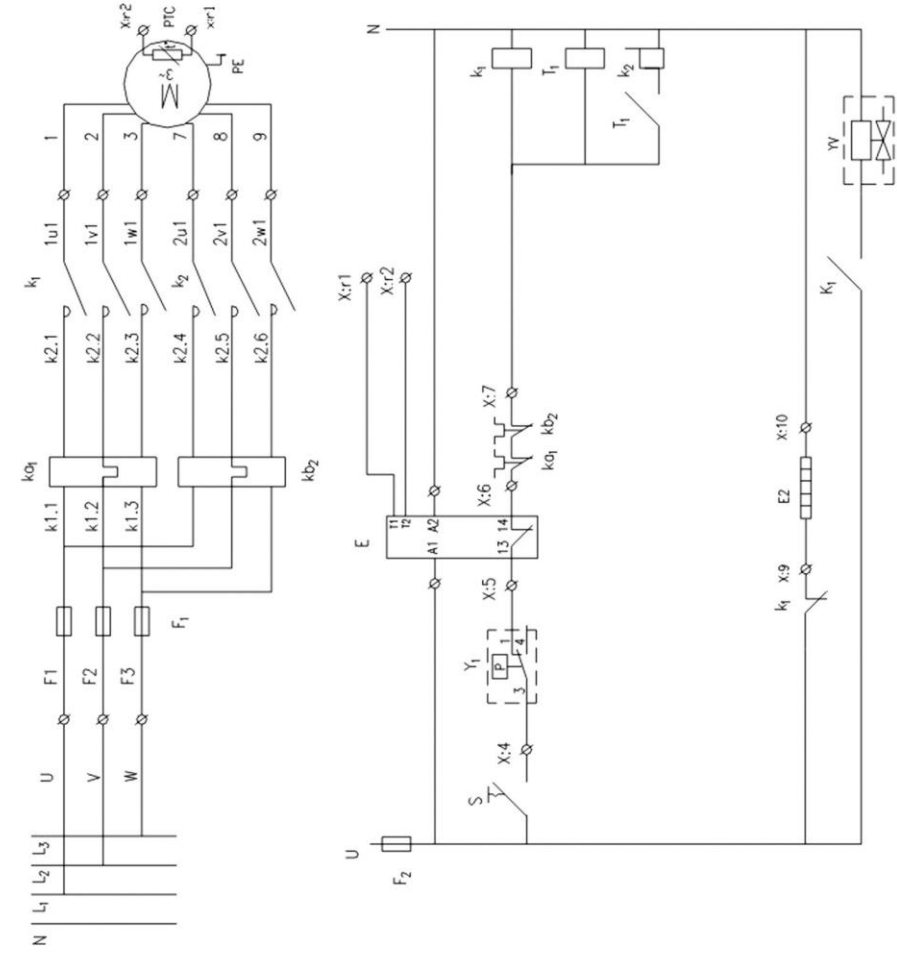 N L₁ L₂ L₃
U F1 k1.1 k2.1 1u1 1
V F2 k1.2 k2.2 1v1 2
W F3 k1.3 k2.3 1w1 3
F₁ ka₁ k₁
k2.4 2u1 7
k2.5 2v1 8
k2.6 2w1 9
kb₂ k₂
M 3~
X:r2 PTC X:r1
t
PE
U F₂ N
E T1 T2 A1 A2 13 14
X:r1
X:r2
S X:4 Y₁ P 3 1 4 X:5 X:6 ka₁ kb₂ X:7
k₁ T₁ k₂
T₁
k₁ X:9 E2 X:10
K₁ YV